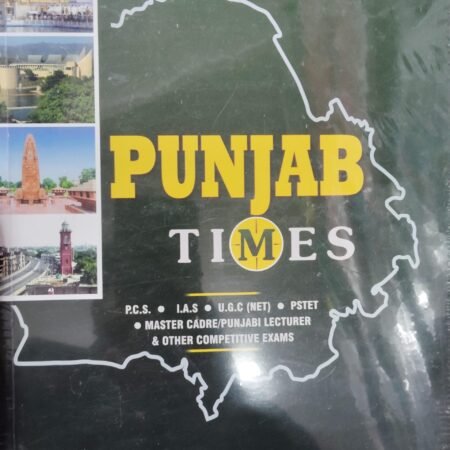 PUNJAB
TIMES
P.C.S. ● I.A.S ● U.G.C (NET) ● PSTET
● MASTER CADRE/PUNJABI LECTURER
& OTHER COMPETITIVE EXAMS